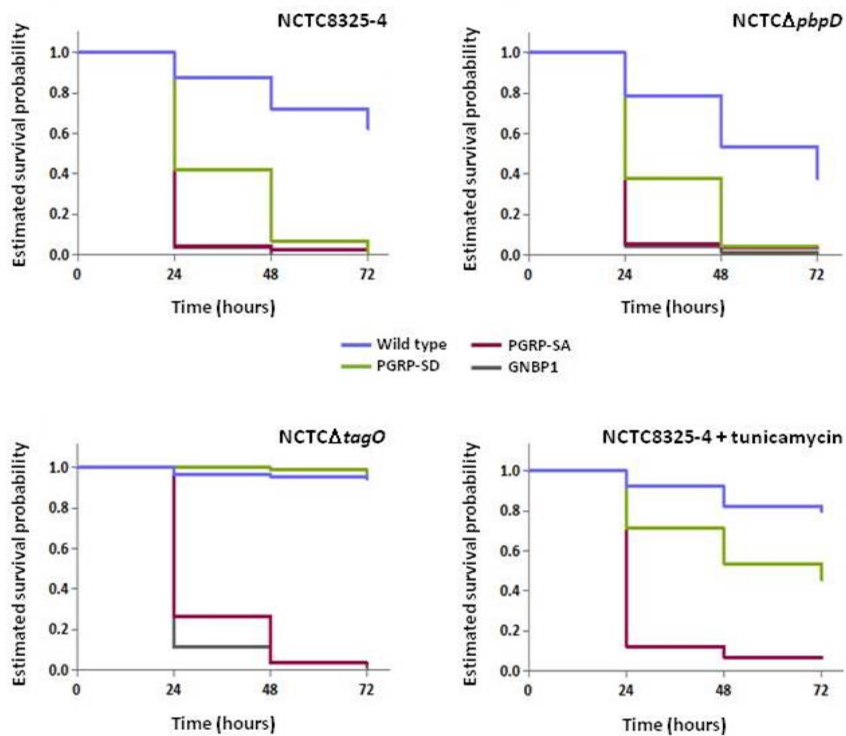 NCTC8325-4
Estimated survival probability
1.0
0.8
0.6
0.4
0.2
0.0
0 24 48 72
Time (hours)
NCTCΔpbpD
Estimated survival probability
1.0
0.8
0.6
0.4
0.2
0.0
0 24 48 72
Time (hours)
Wild type PGRP-SA
PGRP-SD GNBP1
NCTCΔtagO
Estimated survival probability
1.0
0.8
0.6
0.4
0.2
0.0
0 24 48 72
Time (hours)
NCTC8325-4 + tunicamycin
Estimated survival probability
1.0
0.8
0.6
0.4
0.2
0.0
0 24 48 72
Time (hours)